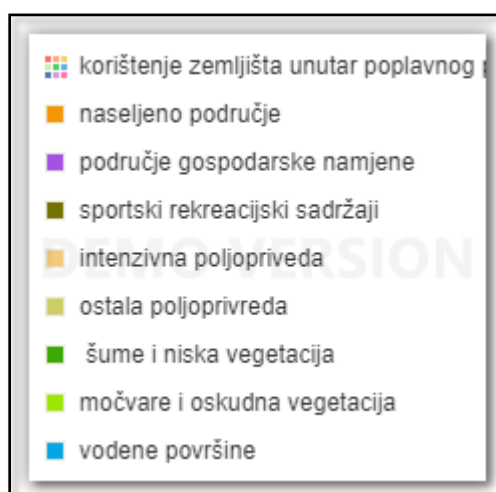 korištenje zemljišta unutar poplavnog
naseljeno područje
područje gospodarske namjene
sportski rekreacijski sadržaji
DEMO VERSION
intenzivna poljopriveda
ostala poljoprivreda
šume i niska vegetacija
močvare i oskudna vegetacija
vodene površine